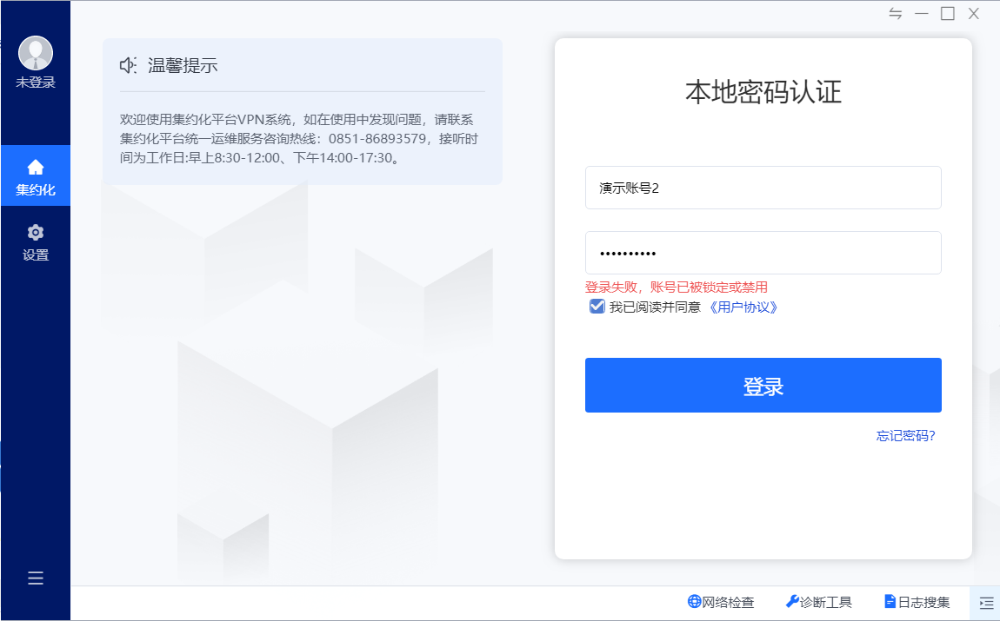 未登录
集约化
设置
温馨提示
欢迎使用集约化平台VPN系统，如在使用中发现问题，请联系
集约化平台统一运维服务咨询热线：0851-86893579，接听时
间为工作日:早上8:30-12:00、下午14:00-17:30。
本地密码认证
演示账号2
••••••••••
登录失败，账号已被锁定或禁用
我已阅读并同意 《用户协议》
登录
忘记密码?
网络检查 诊断工具 日志搜集